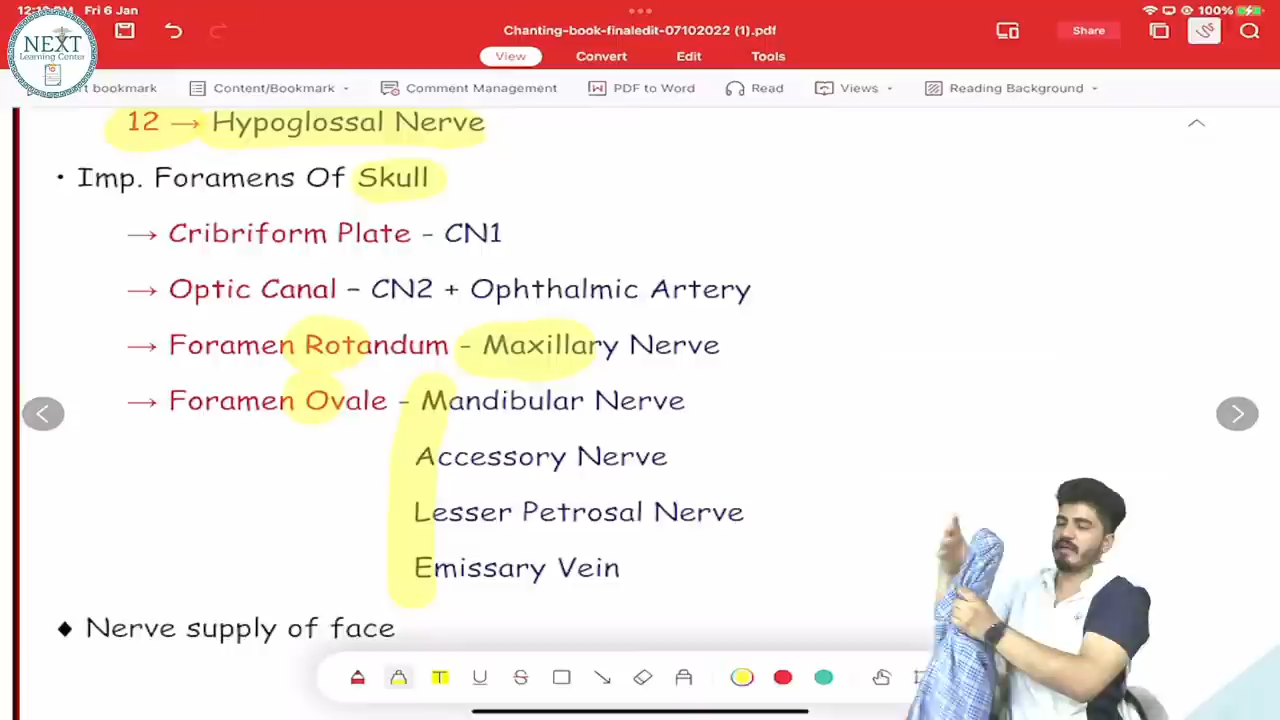 12:13 Fri 6 Jan
100%
NEXT
Learning Center
Chanting-book-finaledit-07102022 (1).pdf
Share
View Convert Edit Tools
t bookmark Content/Bookmark Comment Management PDF to Word Read Views Reading Background
12 → Hypoglossal Nerve
• Imp. Foramens Of Skull
→ Cribriform Plate - CN1
→ Optic Canal – CN2 + Ophthalmic Artery
→ Foramen Rotandum - Maxillary Nerve
→ Foramen Ovale - Mandibular Nerve
Accessory Nerve
Lesser Petrosal Nerve
Emissary Vein
◆ Nerve supply of face
T U S